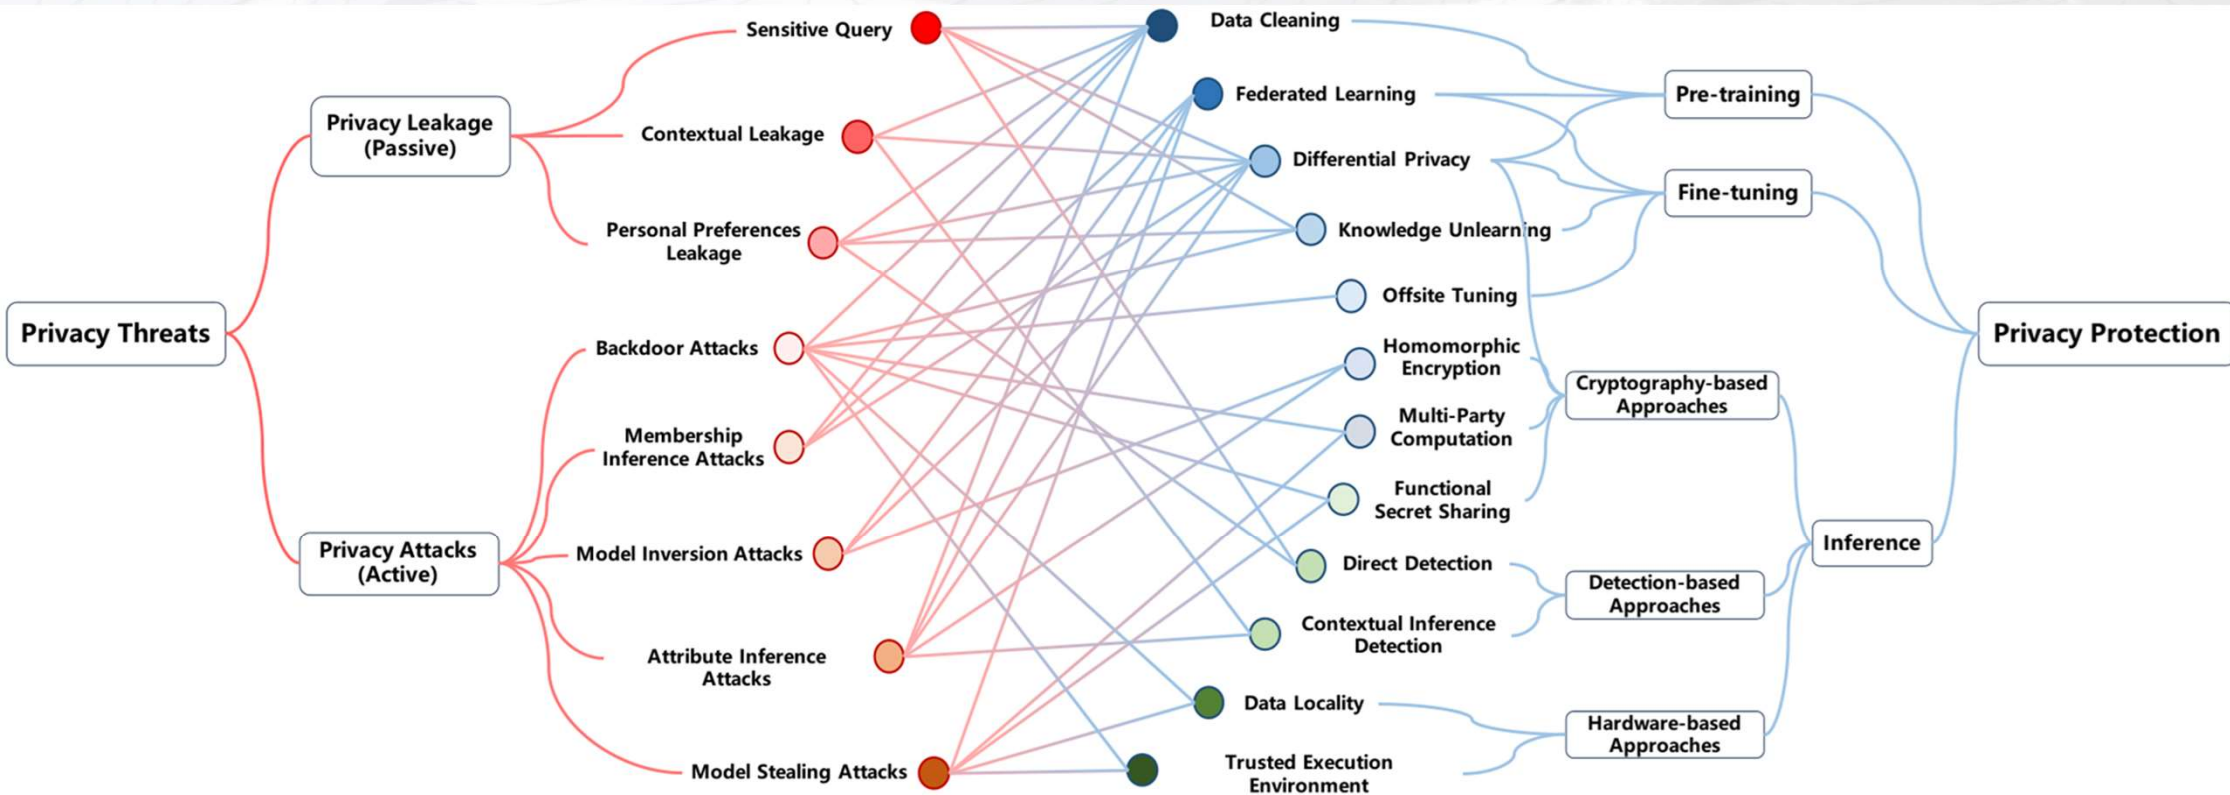 Privacy Threats
Privacy Leakage
(Passive)
Privacy Attacks
(Active)
Sensitive Query
Contextual Leakage
Personal Preferences
Leakage
Backdoor Attacks
Membership
Inference Attacks
Model Inversion Attacks
Attribute Inference
Attacks
Model Stealing Attacks
Data Cleaning
Federated Learning
Differential Privacy
Knowledge Unlearning
Offsite Tuning
Homomorphic
Encryption
Multi-Party
Computation
Functional
Secret Sharing
Direct Detection
Contextual Inference
Detection
Data Locality
Trusted Execution
Environment
Pre-training
Fine-tuning
Cryptography-based
Approaches
Detection-based
Approaches
Hardware-based
Approaches
Inference
Privacy Protection